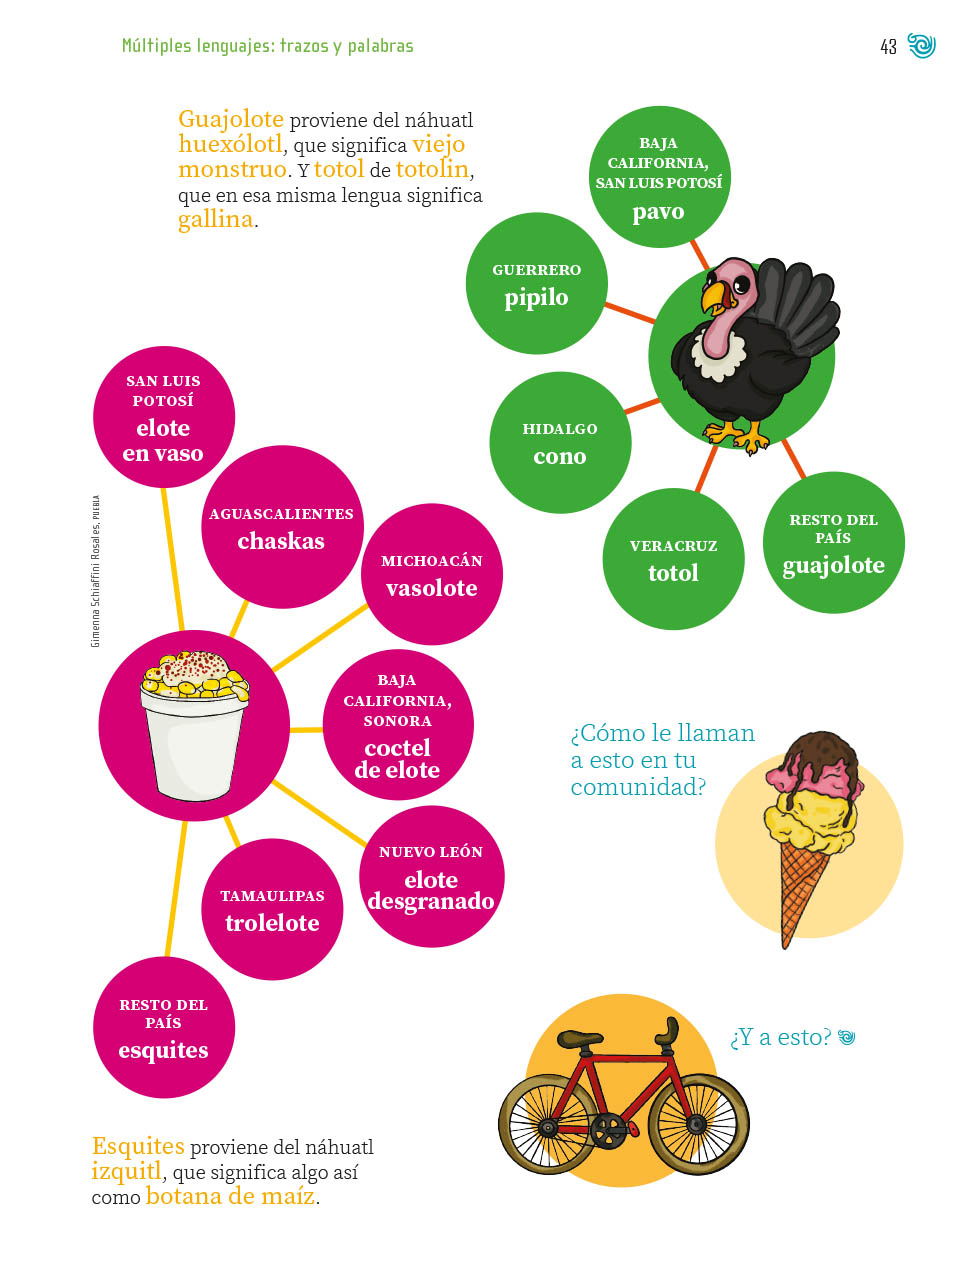 Múltiples lenguajes: trazos y palabras
43
Guajolote proviene del náhuatl
huexólotl, que significa viejo
monstruo. Y totol de totolin,
que en esa misma lengua significa
gallina.
BAJA
CALIFORNIA,
SAN LUIS POTOSÍ
pavo
GUERRERO
pipilo
HIDALGO
cono
VERACRUZ
totol
RESTO DEL
PAÍS
guajolote
SAN LUIS
POTOSÍ
elote
en vaso
AGUASCALIENTES
chaskas
MICHOACÁN
vasolote
BAJA
CALIFORNIA,
SONORA
coctel
de elote
NUEVO LEÓN
elote
desgranado
TAMAULIPAS
trolelote
RESTO DEL
PAÍS
esquites
Gimenna Schiaffini Rosales, PUEBLA
¿Cómo le llaman
a esto en tu
comunidad?
¿Y a esto?
Esquites proviene del náhuatl
izquitl, que significa algo así
como botana de maíz.